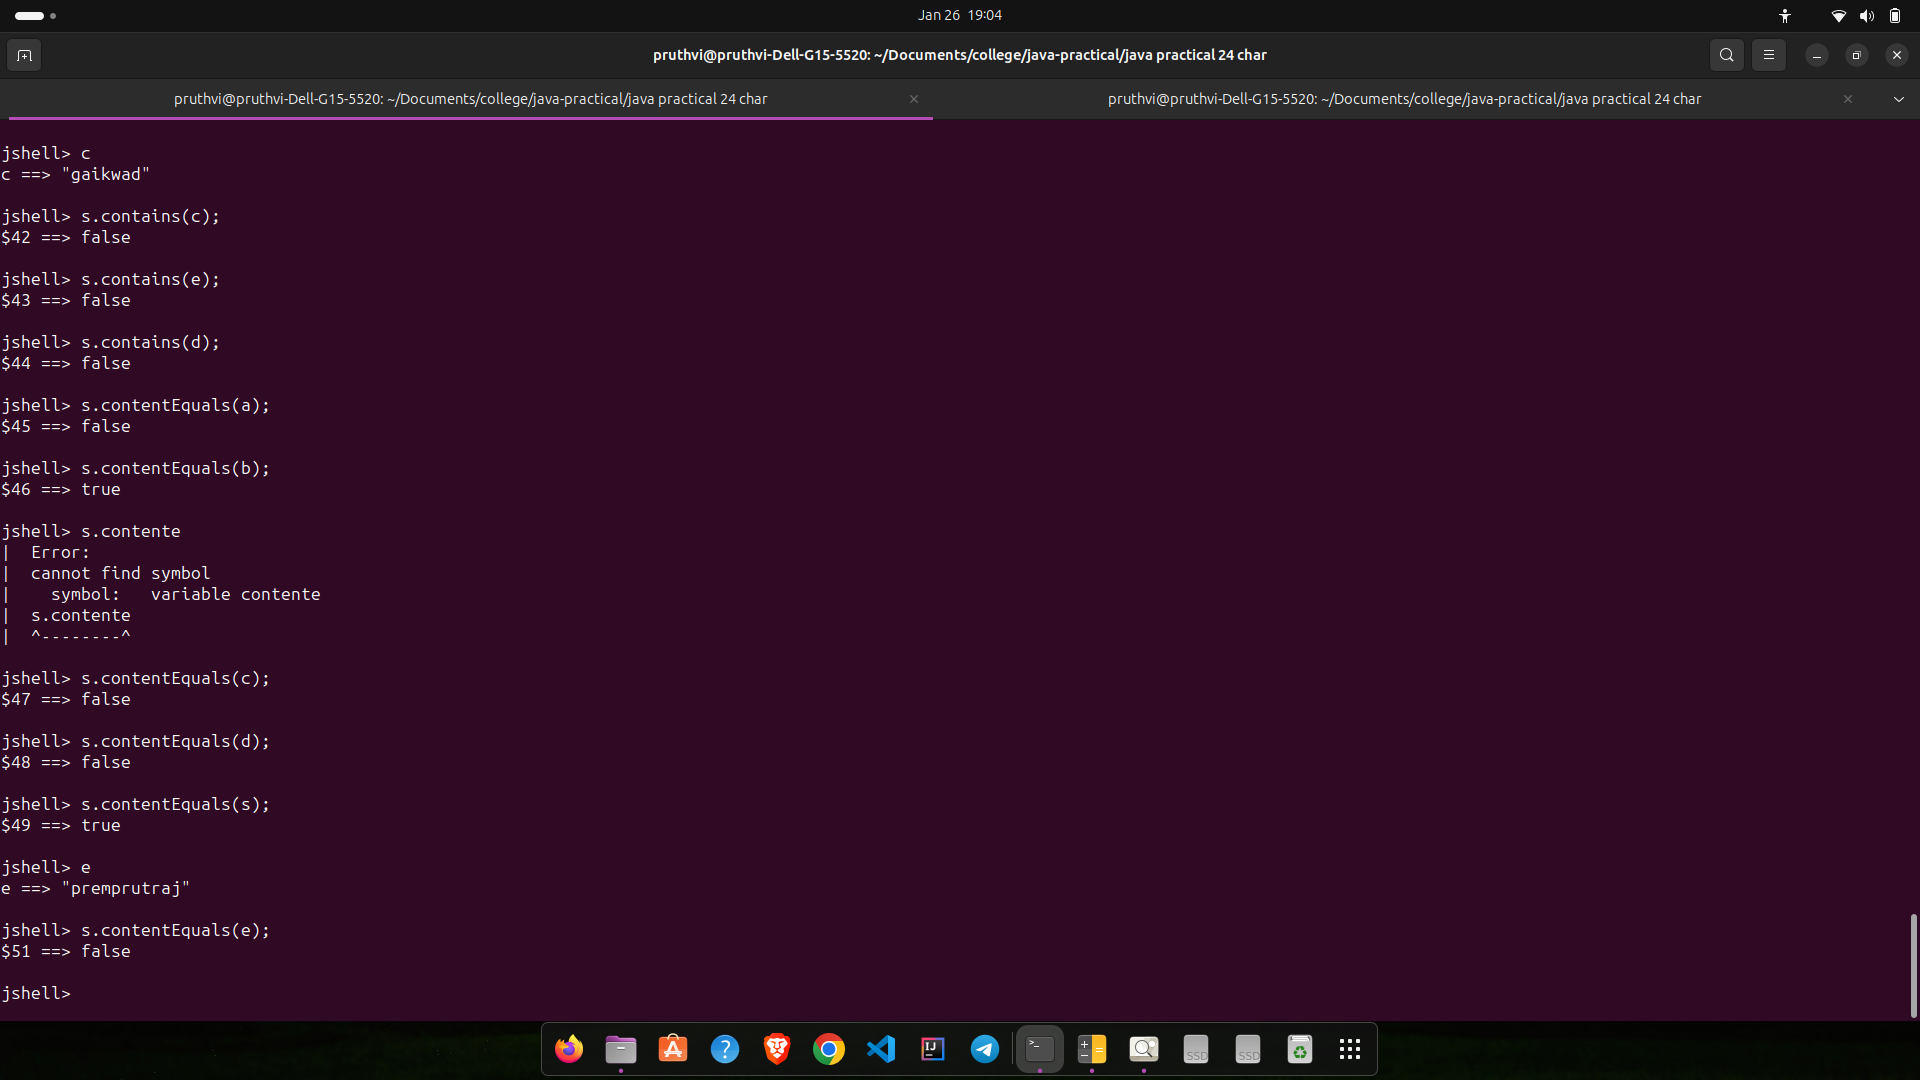 Jan 26  19:04
pruthvi@pruthvi-Dell-G15-5520: ~/Documents/college/java-practical/java practical 24 char
pruthvi@pruthvi-Dell-G15-5520: ~/Documents/college/java-practical/java practical 24 char
pruthvi@pruthvi-Dell-G15-5520: ~/Documents/college/java-practical/java practical 24 char
jshell> c
c ==> "gaikwad"
jshell> s.contains(c);
$42 ==> false
jshell> s.contains(e);
$43 ==> false
jshell> s.contains(d);
$44 ==> false
jshell> s.contentEquals(a);
$45 ==> false
jshell> s.contentEquals(b);
$46 ==> true
jshell> s.contente
|  Error:
|  cannot find symbol
|    symbol:   variable contente
|  s.contente
|  ^--------^
jshell> s.contentEquals(c);
$47 ==> false
jshell> s.contentEquals(d);
$48 ==> false
jshell> s.contentEquals(s);
$49 ==> true
jshell> e
e ==> "premprutraj"
jshell> s.contentEquals(e);
$51 ==> false
jshell>
IJ
SSD
SSD